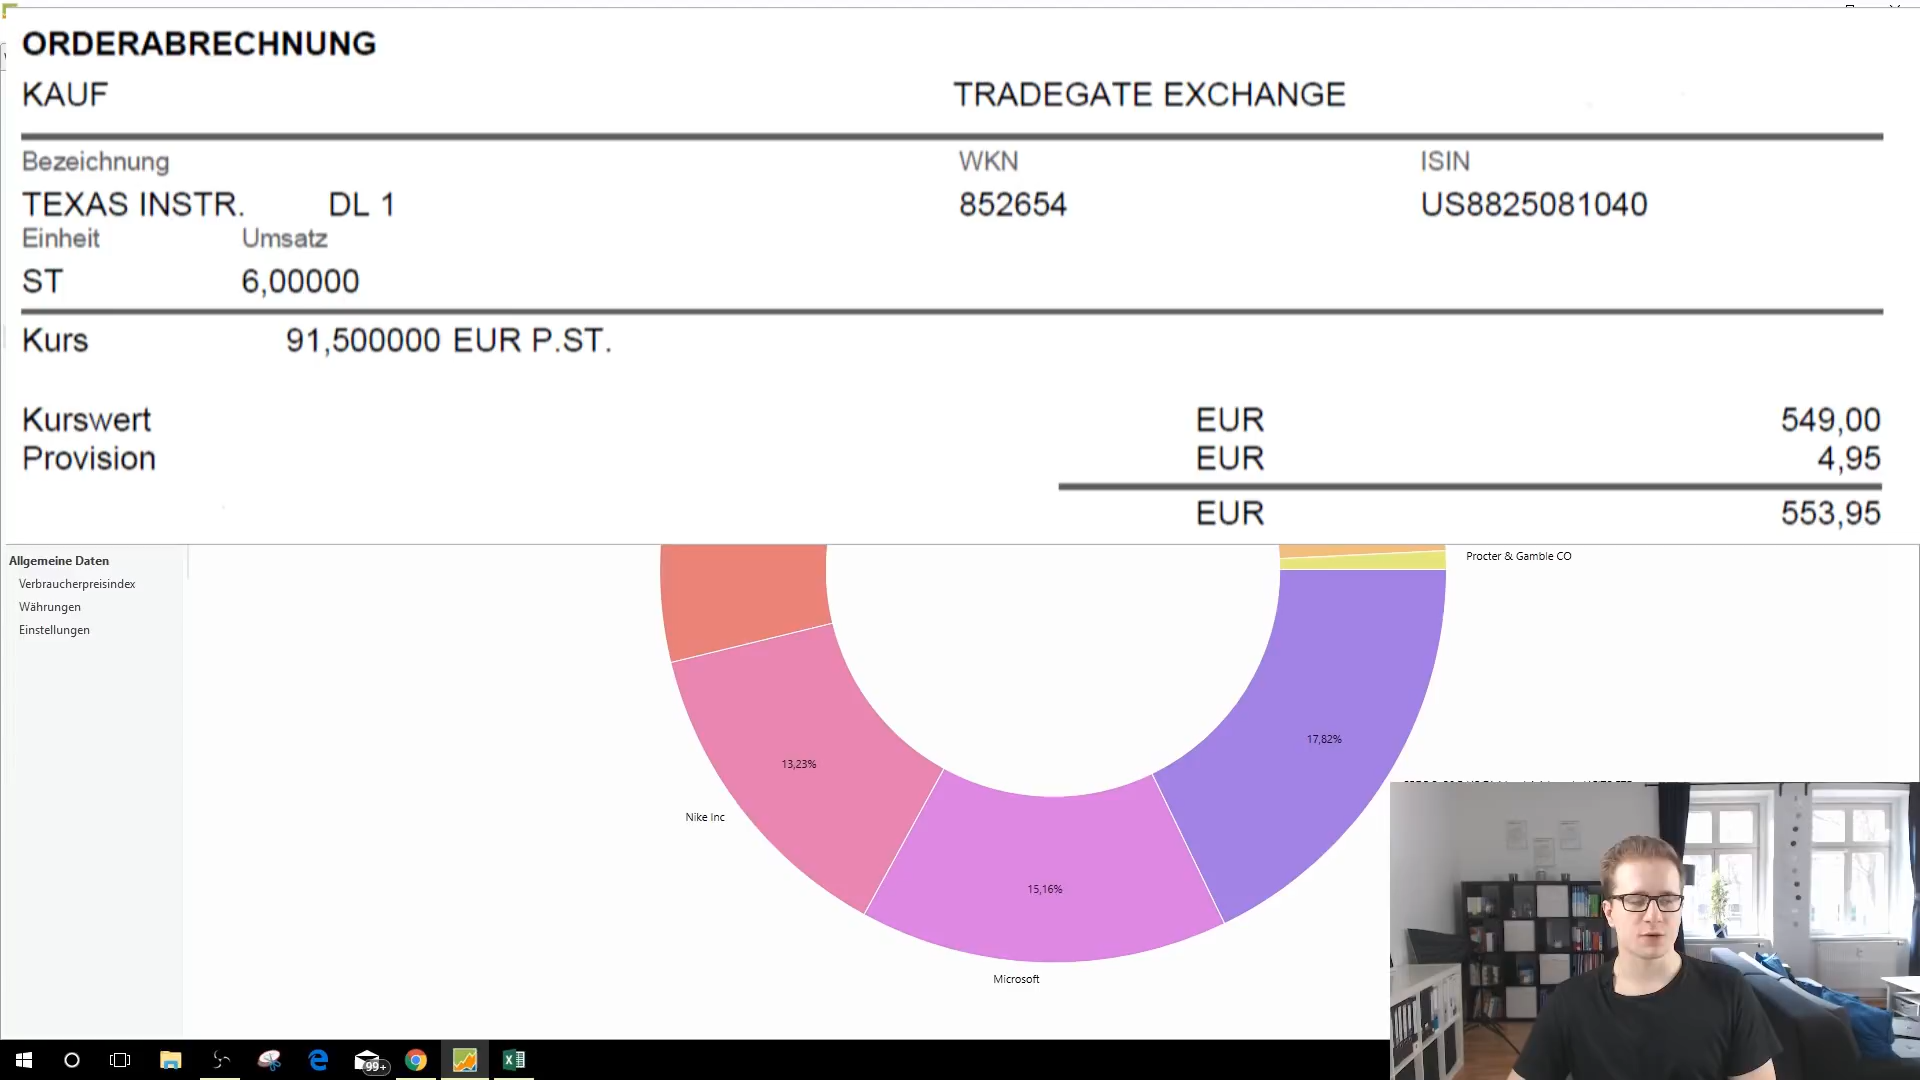 ORDERABRECHNUNG
KAUF TRADEGATE EXCHANGE
Bezeichnung WKN ISIN
TEXAS INSTR. DL 1 852654 US8825081040
Einheit Umsatz
ST 6,00000
Kurs 91,500000 EUR P.ST.
Kurswert EUR 549,00
Provision EUR 4,95
EUR 553,95
Allgemeine Daten
Verbraucherpreisindex
Währungen
Einstellungen
Procter & Gamble CO
17,82%
13,23%
Nike Inc
15,16%
Microsoft
99+